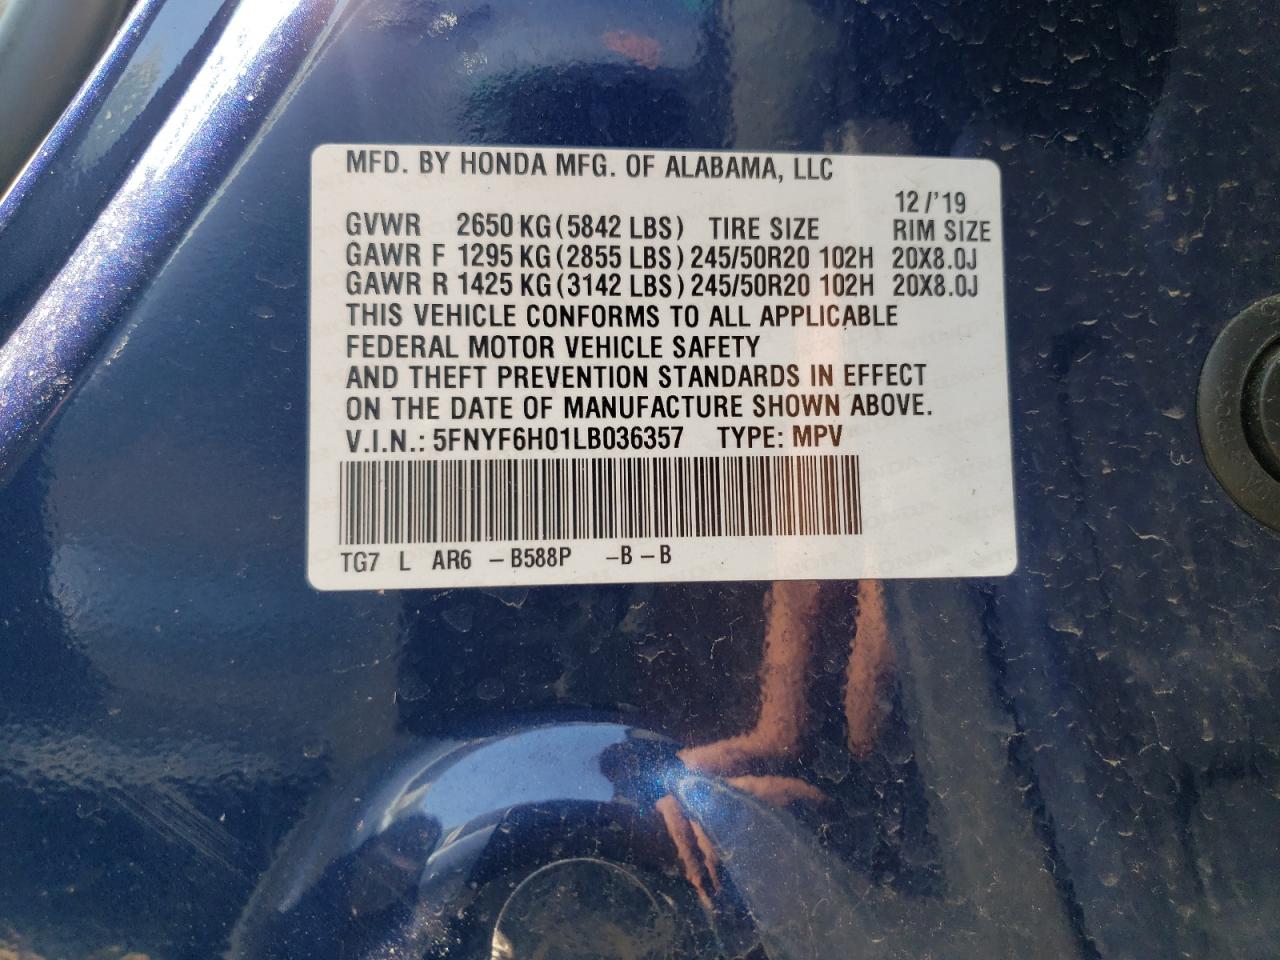 MFD. BY HONDA MFG. OF ALABAMA, LLC
12/'19
GVWR 2650 KG (5842 LBS) TIRE SIZE RIM SIZE
GAWR F 1295 KG (2855 LBS) 245/50R20 102H 20X8.0J
GAWR R 1425 KG (3142 LBS) 245/50R20 102H 20X8.0J
THIS VEHICLE CONFORMS TO ALL APPLICABLE
FEDERAL MOTOR VEHICLE SAFETY
AND THEFT PREVENTION STANDARDS IN EFFECT
ON THE DATE OF MANUFACTURE SHOWN ABOVE.
V.I.N.: 5FNYF6H01LB036357 TYPE: MPV
TG7 L AR6 -B588P -B-B